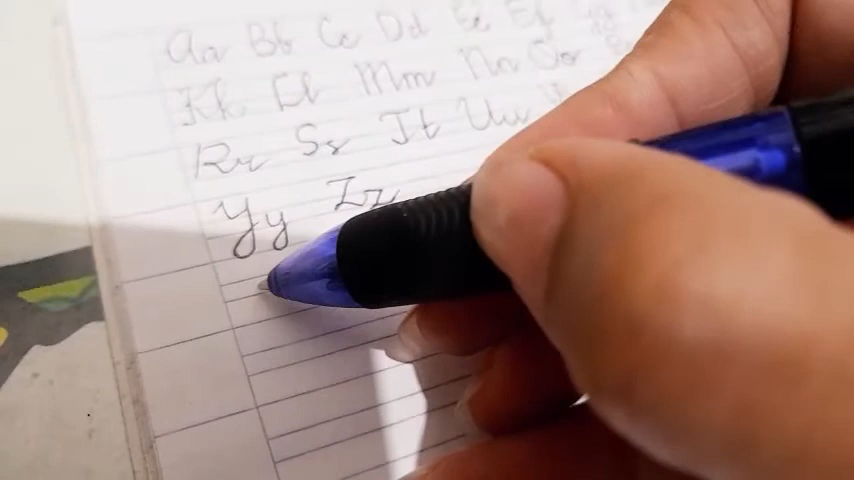 Aa Bb Cc Dd Ee Ff
Kk Ll Mm Nn Oo
Rr Ss Tt Uu
Yy Zz